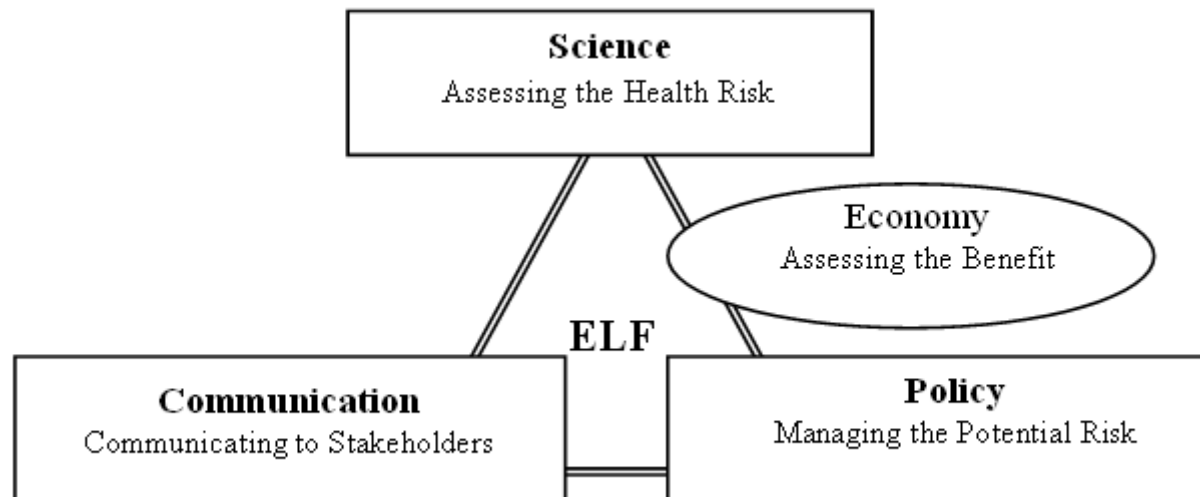 Science
Assessing the Health Risk
Economy
Assessing the Benefit
ELF
Communication
Communicating to Stakeholders
Policy
Managing the Potential Risk